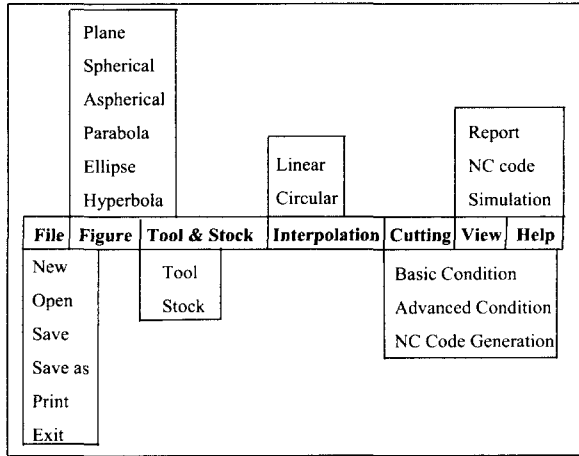 Plane
Spherical
Aspherical
Parabola
Ellipse
Hyperbola
Linear
Circular
Report
NC code
Simulation
File Figure Tool & Stock Interpolation Cutting View Help
New
Open
Save
Save as
Print
Exit
Tool
Stock
Basic Condition
Advanced Condition
NC Code Generation